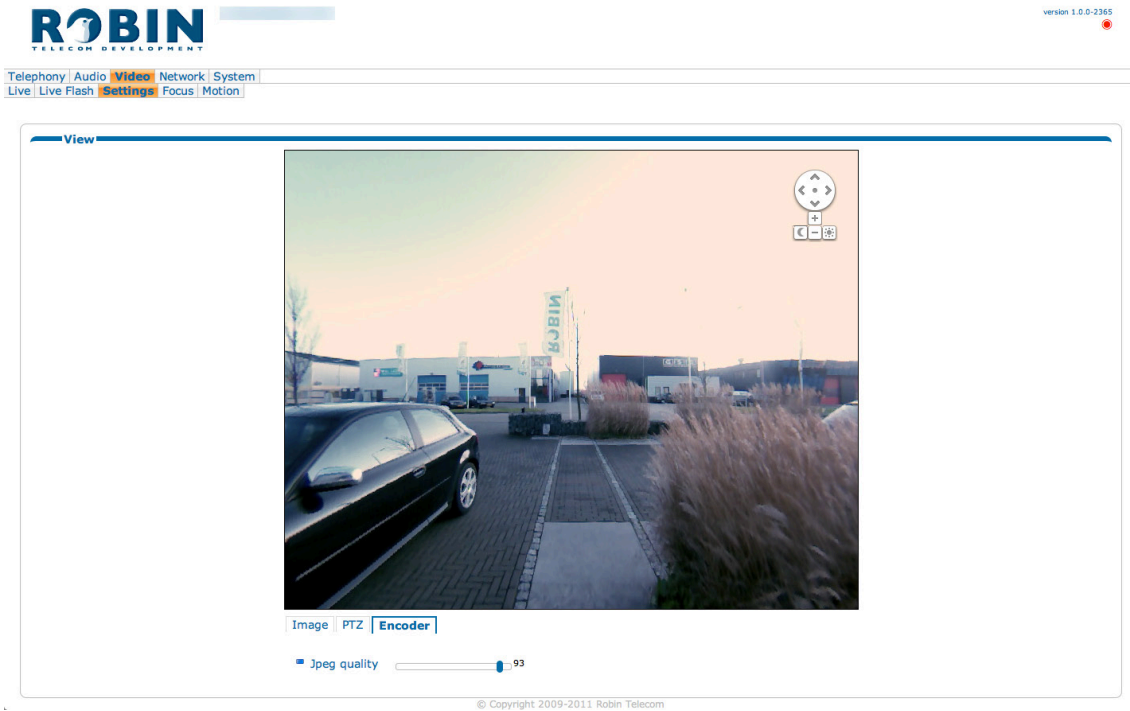 ROBIN
TELECOM DEVELOPMENT
version 1.0.0-2365
Telephony Audio Video Network System
Live Live Flash Settings Focus Motion
View
ROBIN
Image PTZ Encoder
Jpeg quality 93
© Copyright 2009-2011 Robin Telecom